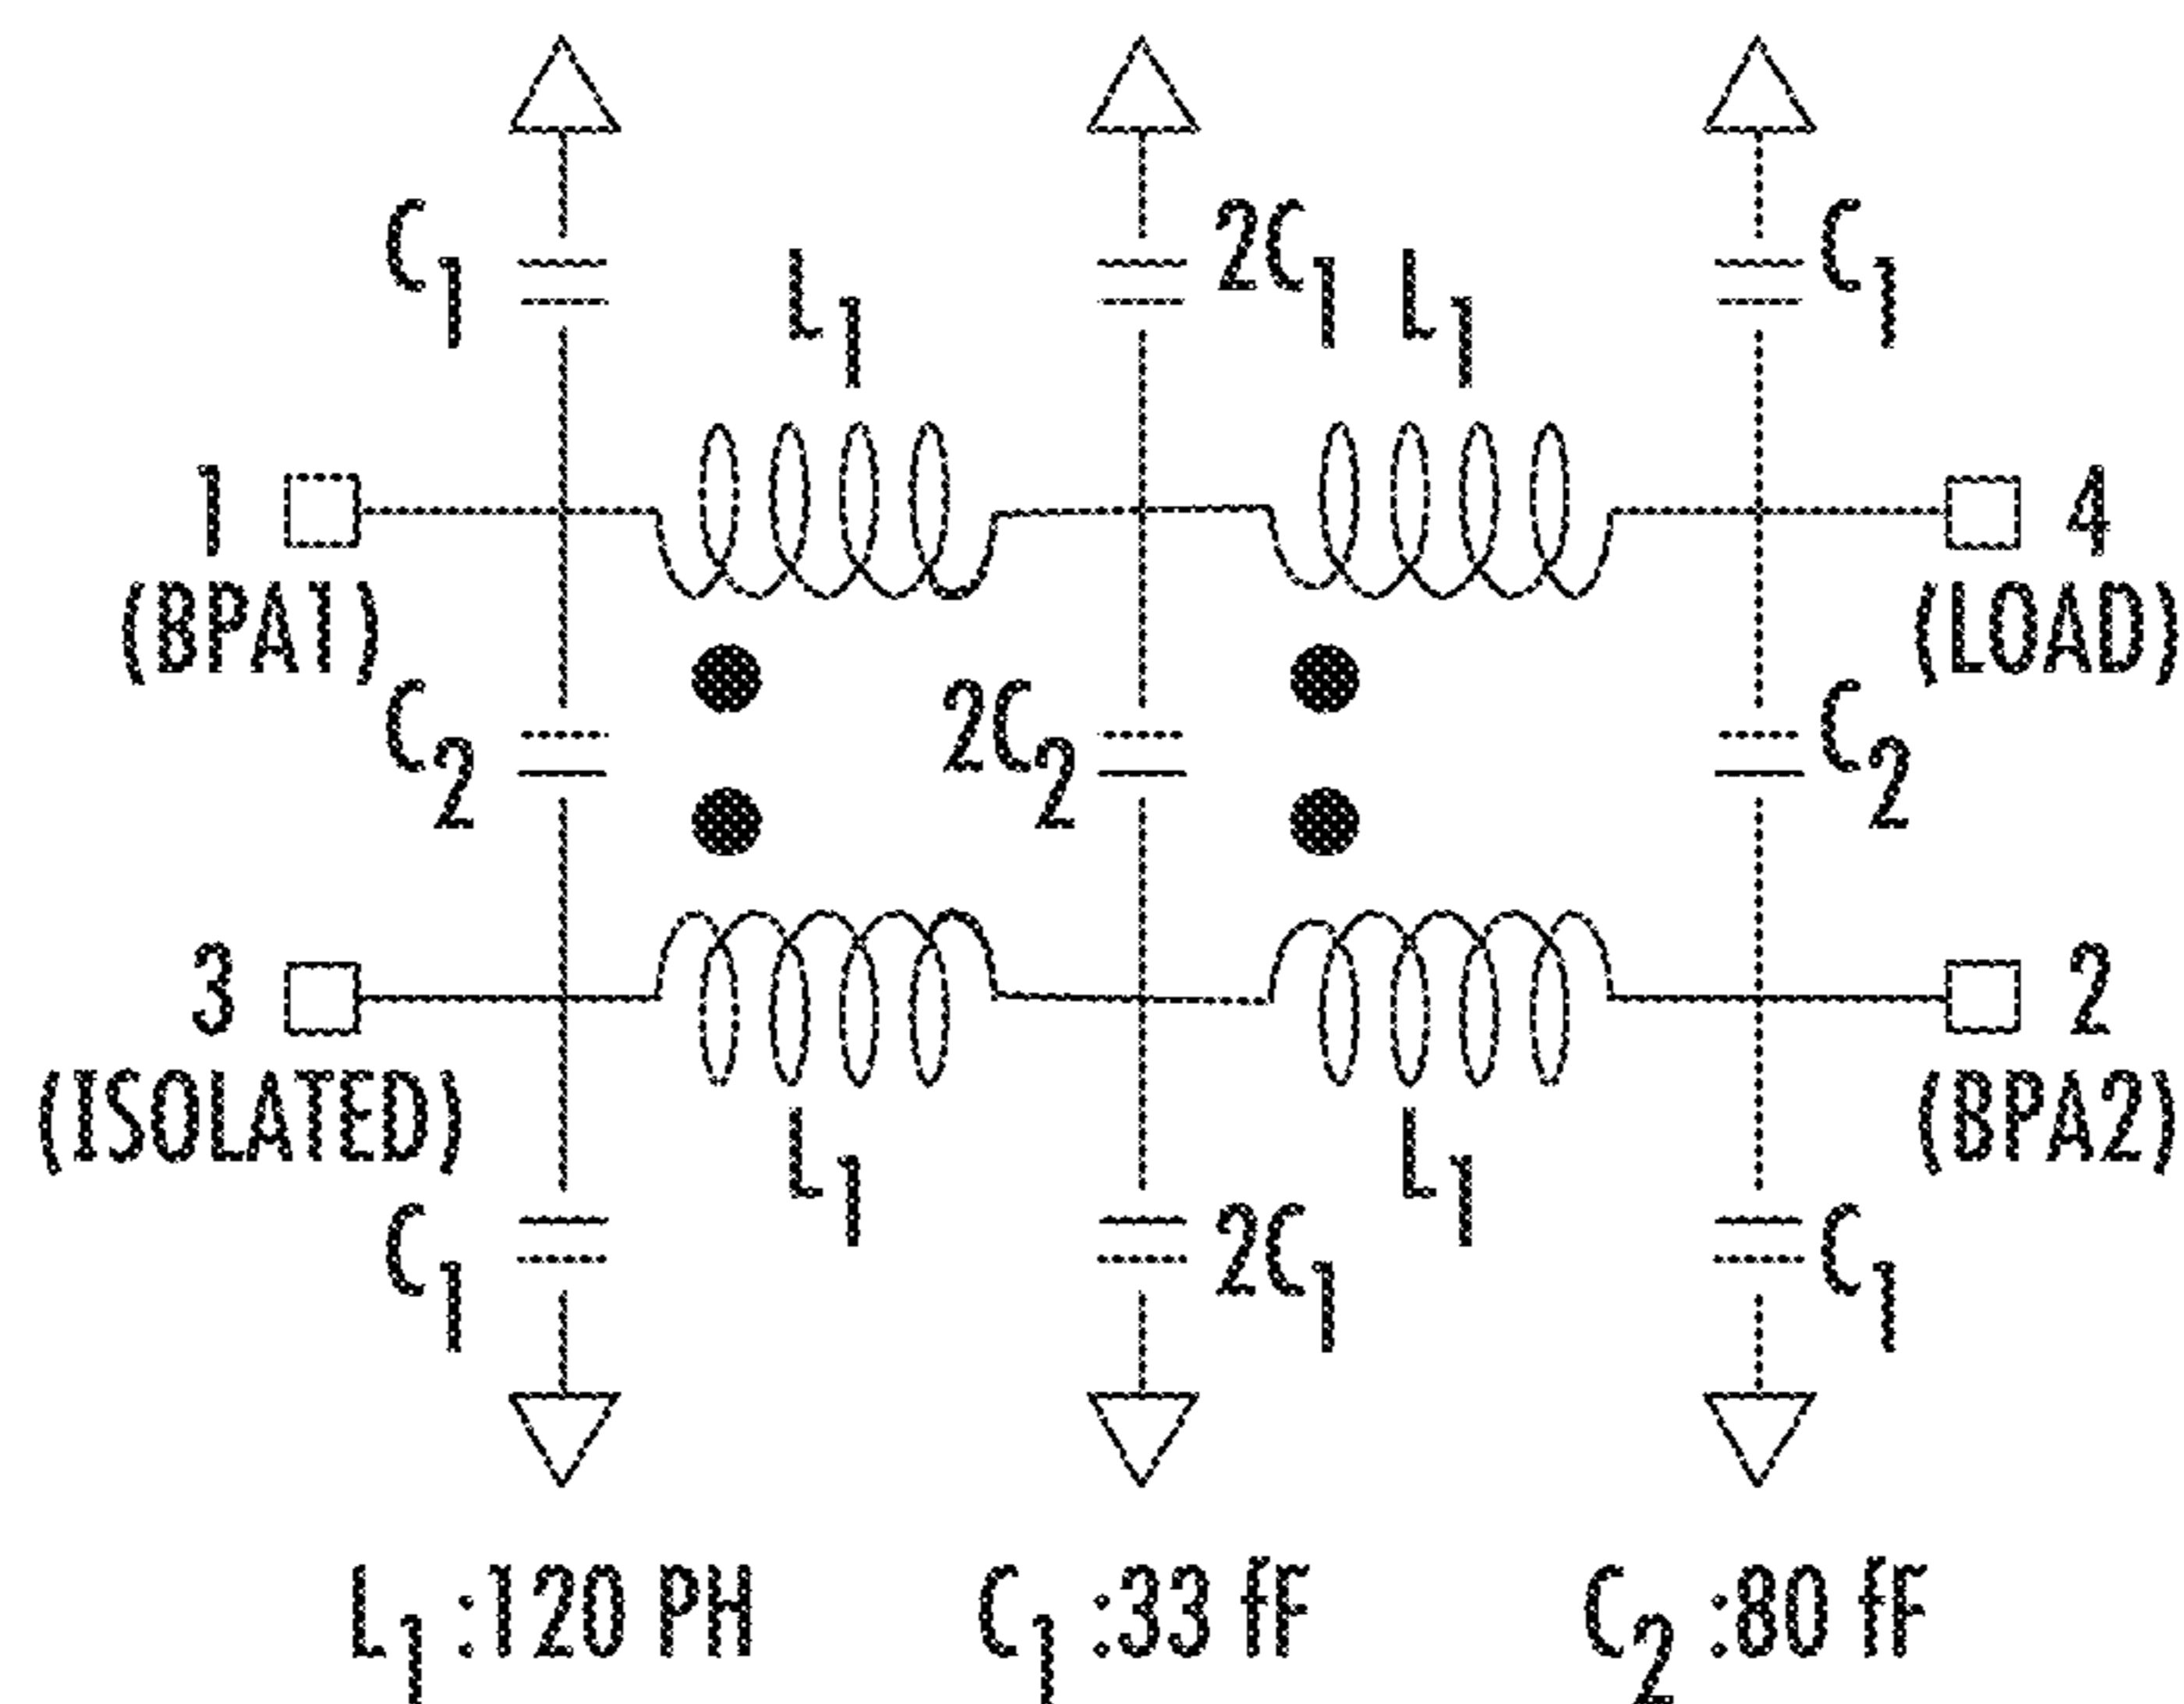 C1 2C1 C1
L1 L1
1 4
(BPA1) (LOAD)
C2 2C2 C2
3 2
(ISOLATED) (BPA2)
L1 L1
C1 2C1 C1
L1 :120 PH C1 :33 fF C2 :80 fF